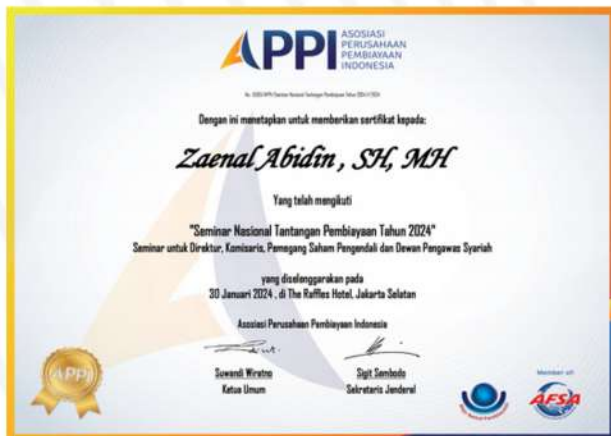 APPI
ASOSIASI
PERUSAHAAN
PEMBIAYAAN
INDONESIA
Dengan ini menetapkan untuk memberikan sertifikat kepada:
Zaenal Abidin , SH, MH
Yang telah mengikuti
"Seminar Nasional Tantangan Pembiayaan Tahun 2024"
Seminar untuk Direktur, Komisaris, Pemegang Saham Pengendali dan Dewan Pengawas Syariah
yang diselenggarakan pada
30 Januari 2024 , di The Raffles Hotel, Jakarta Selatan
Asosiasi Perusahaan Pembiayaan Indonesia
Suwandi Wiratno
Ketua Umum
Sigit Sembodo
Sekretaris Jenderal
APPI
Member of:
AFSA